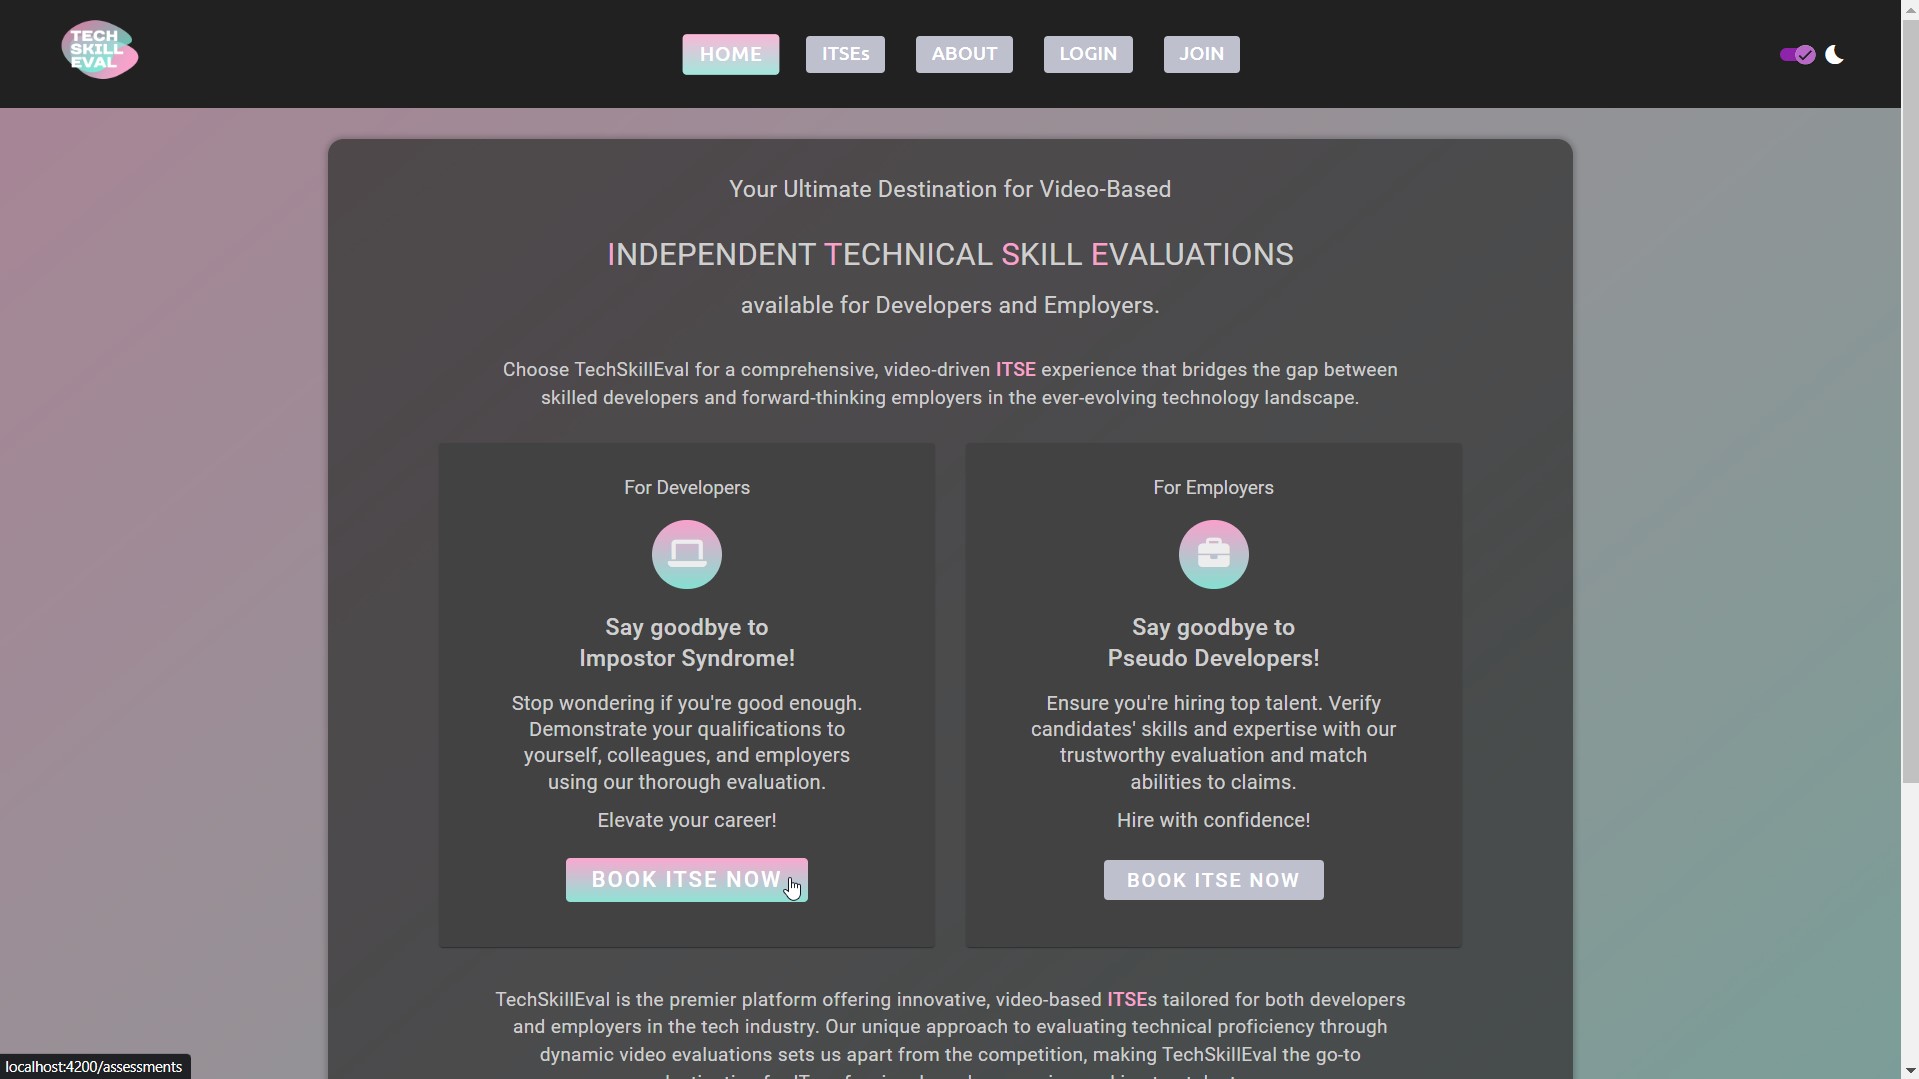 TECH
SKILL
EVAL
HOME
ITSEs
ABOUT
LOGIN
JOIN
Your Ultimate Destination for Video-Based
INDEPENDENT TECHNICAL SKILL EVALUATIONS
available for Developers and Employers.
Choose TechSkillEval for a comprehensive, video-driven ITSE experience that bridges the gap between
skilled developers and forward-thinking employers in the ever-evolving technology landscape.
For Developers
Say goodbye to
Impostor Syndrome!
Stop wondering if you're good enough.
Demonstrate your qualifications to
yourself, colleagues, and employers
using our thorough evaluation.
Elevate your career!
BOOK ITSE NOW
For Employers
Say goodbye to
Pseudo Developers!
Ensure you're hiring top talent. Verify
candidates' skills and expertise with our
trustworthy evaluation and match
abilities to claims.
Hire with confidence!
BOOK ITSE NOW
TechSkillEval is the premier platform offering innovative, video-based ITSEs tailored for both developers
and employers in the tech industry. Our unique approach to evaluating technical proficiency through
dynamic video evaluations sets us apart from the competition, making TechSkillEval the go-to
localhost:4200/assessments